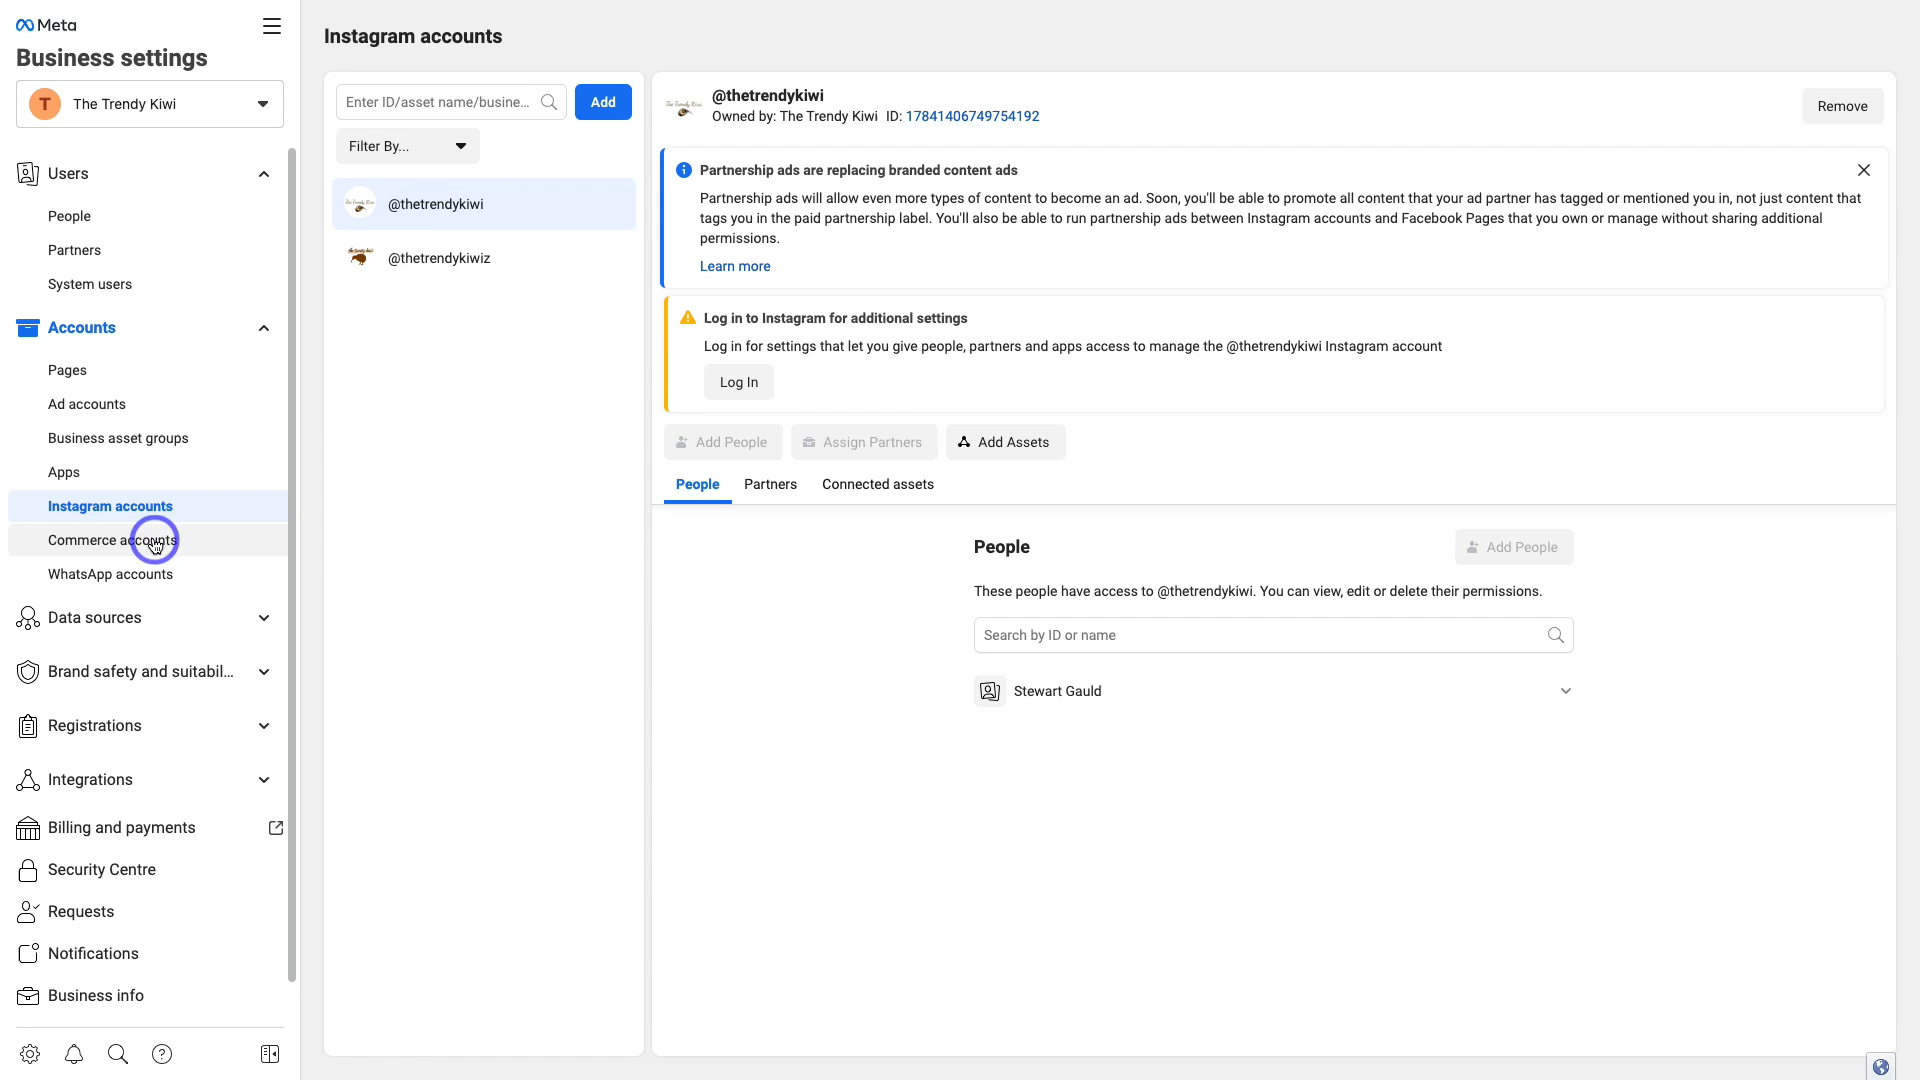 Meta
Business settings
T The Trendy Kiwi
Users
People
Partners
System users
Accounts
Pages
Ad accounts
Business asset groups
Apps
Instagram accounts
Commerce accounts
WhatsApp accounts
Data sources
Brand safety and suitabil...
Registrations
Integrations
Billing and payments
Security Centre
Requests
Notifications
Business info
Instagram accounts
Enter ID/asset name/busine...
Add
Filter By...
@thetrendykiwi
@thetrendykiwiz
@thetrendykiwi
Owned by: The Trendy Kiwi ID: 17841406749754192
Remove
Partnership ads are replacing branded content ads
Partnership ads will allow even more types of content to become an ad. Soon, you'll be able to promote all content that your ad partner has tagged or mentioned you in, not just content that
tags you in the paid partnership label. You'll also be able to run partnership ads between Instagram accounts and Facebook Pages that you own or manage without sharing additional
permissions.
Learn more
Log in to Instagram for additional settings
Log in for settings that let you give people, partners and apps access to manage the @thetrendykiwi Instagram account
Log In
Add People
Assign Partners
Add Assets
People
Partners
Connected assets
People
Add People
These people have access to @thetrendykiwi. You can view, edit or delete their permissions.
Search by ID or name
Stewart Gauld